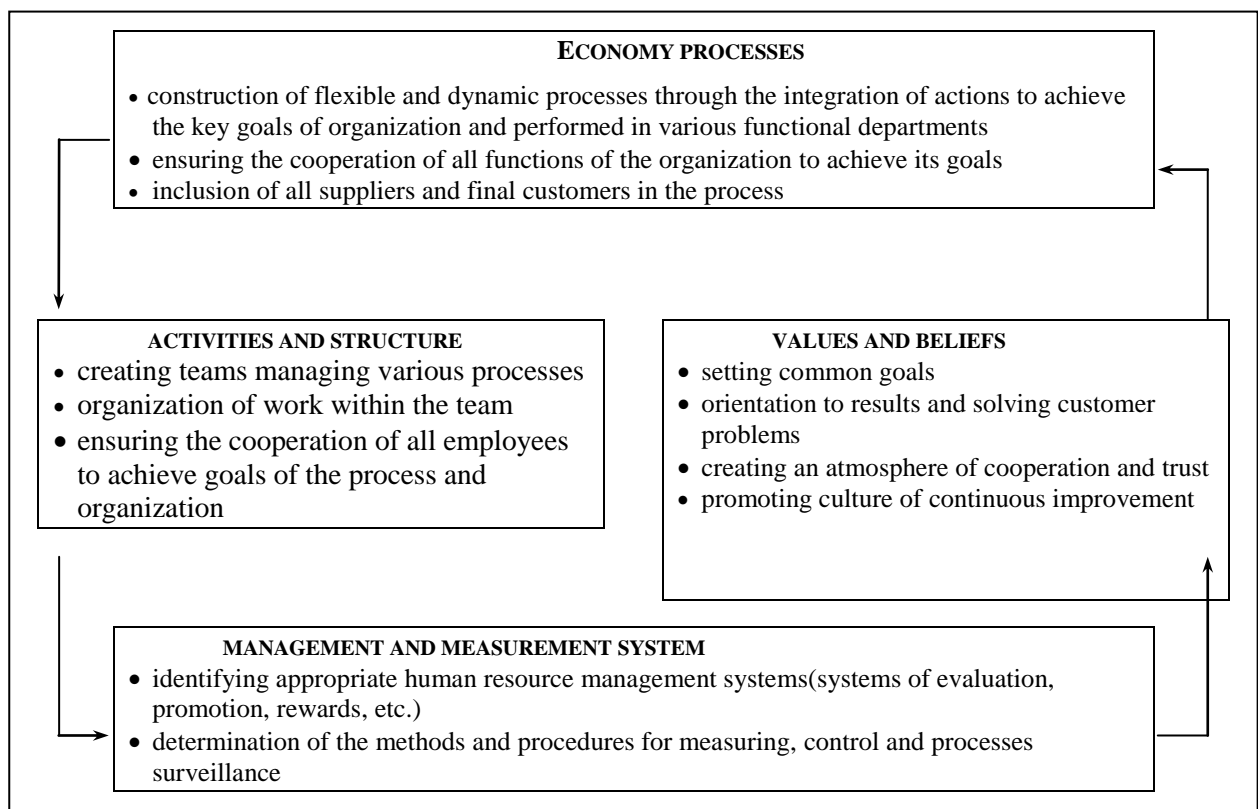 ECONOMY PROCESSES
• construction of flexible and dynamic processes through the integration of actions to achieve
the key goals of organization and performed in various functional departments
• ensuring the cooperation of all functions of the organization to achieve its goals
• inclusion of all suppliers and final customers in the process
ACTIVITIES AND STRUCTURE
• creating teams managing various processes
• organization of work within the team
• ensuring the cooperation of all employees
to achieve goals of the process and
organization
VALUES AND BELIEFS
• setting common goals
• orientation to results and solving customer
problems
• creating an atmosphere of cooperation and trust
• promoting culture of continuous improvement
MANAGEMENT AND MEASUREMENT SYSTEM
• identifying appropriate human resource management systems(systems of evaluation,
promotion, rewards, etc.)
• determination of the methods and procedures for measuring, control and processes
surveillance